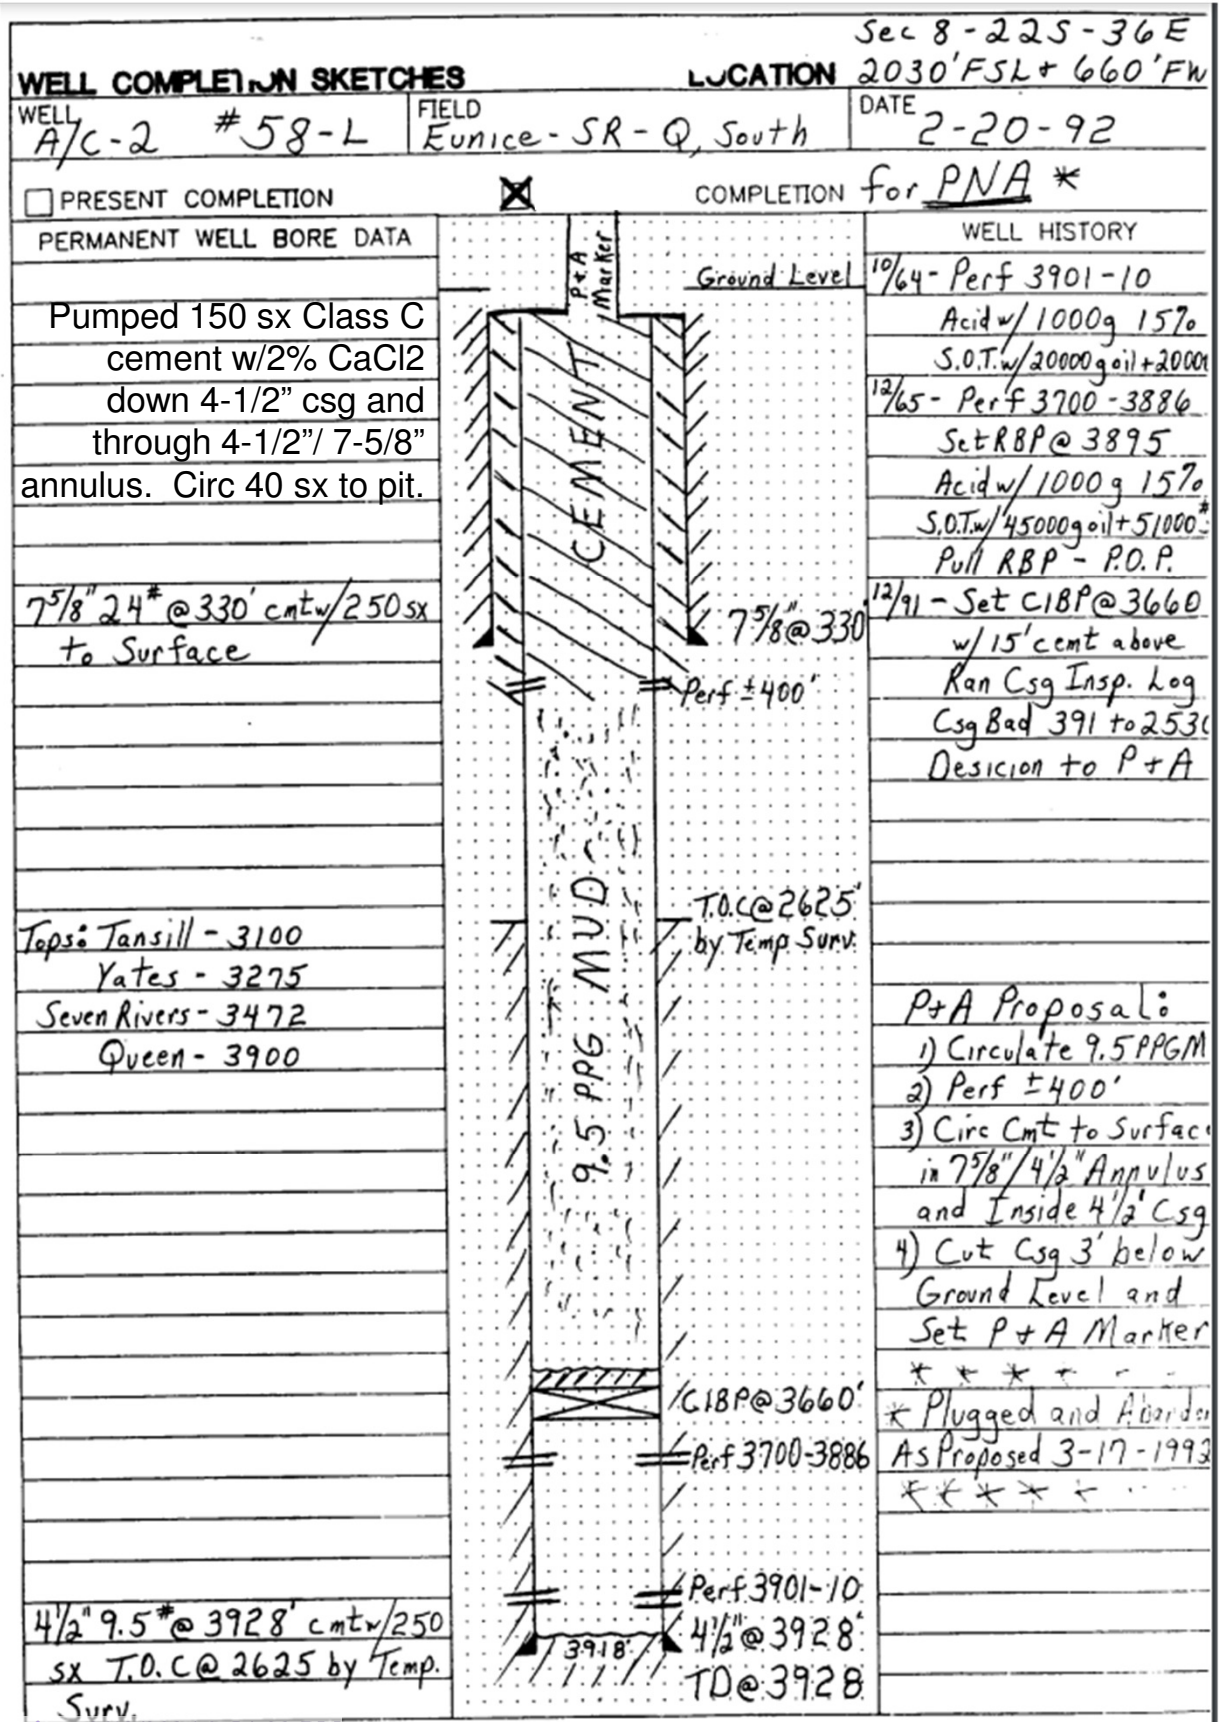 Sec 8-22S-36E
WELL COMPLETION SKETCHES LOCATION 2030'FSL + 660'FW
WELL A/C-2 #58-L FIELD Eunice-SR-Q, South DATE 2-20-92
PRESENT COMPLETION COMPLETION for PNA *
PERMANENT WELL BORE DATA
Pumped 150 sx Class C
cement w/2% CaCl2
down 4-1/2” csg and
through 4-1/2”/ 7-5/8”
annulus. Circ 40 sx to pit.
7 5/8" 24# @ 330' cmt w/250 sx
to Surface
Tops: Tansill - 3100
Yates - 3275
Seven Rivers - 3472
Queen - 3900
4 1/2" 9.5# @ 3928' cmt w/250
sx T.O.C @ 2625 by Temp.
Surv.
P+A
Marker
Ground Level
CEMENT
7 5/8" @ 330'
Perf ± 400'
9.5 PPG MUD
T.O.C @ 2625'
by Temp Surv.
CIBP @ 3660'
Perf 3700-3886
Perf 3901-10
4 1/2" @ 3928'
3918'
TD @ 3928
WELL HISTORY
10/64 - Perf 3901-10
Acid w/ 1000g 15%
S.O.T. w/ 20000 g oil + 2000
12/65 - Perf 3700-3886
Set RBP @ 3895
Acid w/ 1000 g 15%
S.O.T. w/ 45000 g oil + 51000#
Pull RBP - P.O.P.
12/91 - Set CIBP @ 3660
w/ 15' cemt above
Ran Csg Insp. Log
Csg Bad 391 to 253
Desicion to P+A
P+A Proposal:
1) Circulate 9.5 PPGM
2) Perf ± 400'
3) Circ Cmt to Surfac
in 7 5/8"/4 1/2" Annulus
and Inside 4 1/2" Csg
4) Cut Csg 3' below
Ground Level and
Set P + A Marker
* * * * - -
* Plugged and Abando
As Proposed 3-17-1992
* * * * *